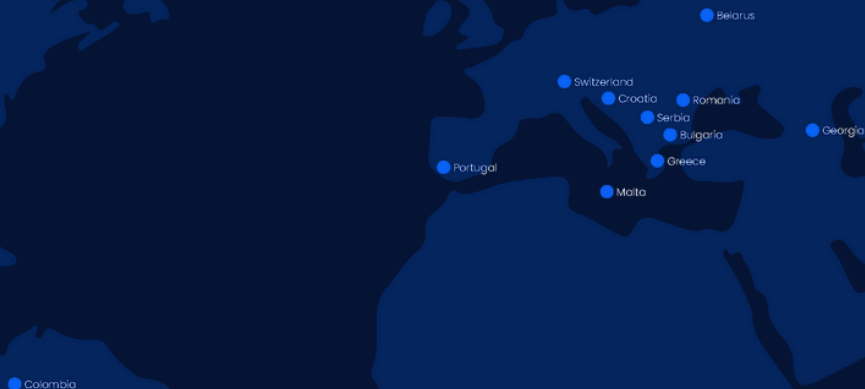 Belarus
Switzerland
Croatia
Romania
Serbia
Georgia
Bulgaria
Greece
Portugal
Malta
Colombia